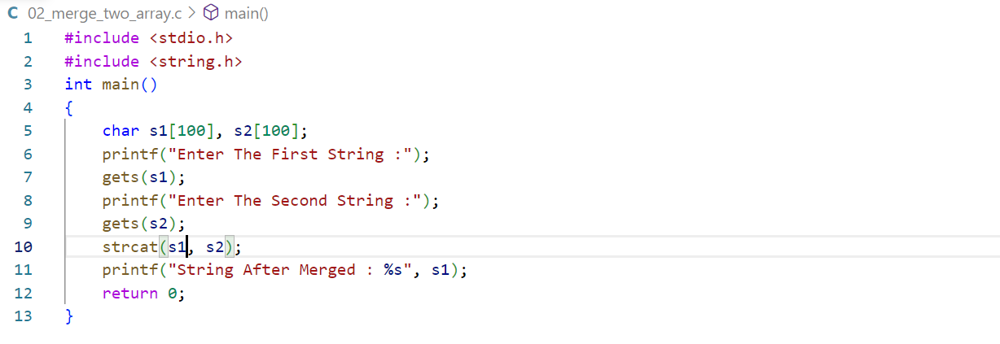 C 02_merge_two_array.c > main()
1 #include <stdio.h>
2 #include <string.h>
3 int main()
4 {
5     char s1[100], s2[100];
6     printf("Enter The First String :");
7     gets(s1);
8     printf("Enter The Second String :");
9     gets(s2);
10     strcat(s1, s2);
11     printf("String After Merged : %s", s1);
12     return 0;
13 }